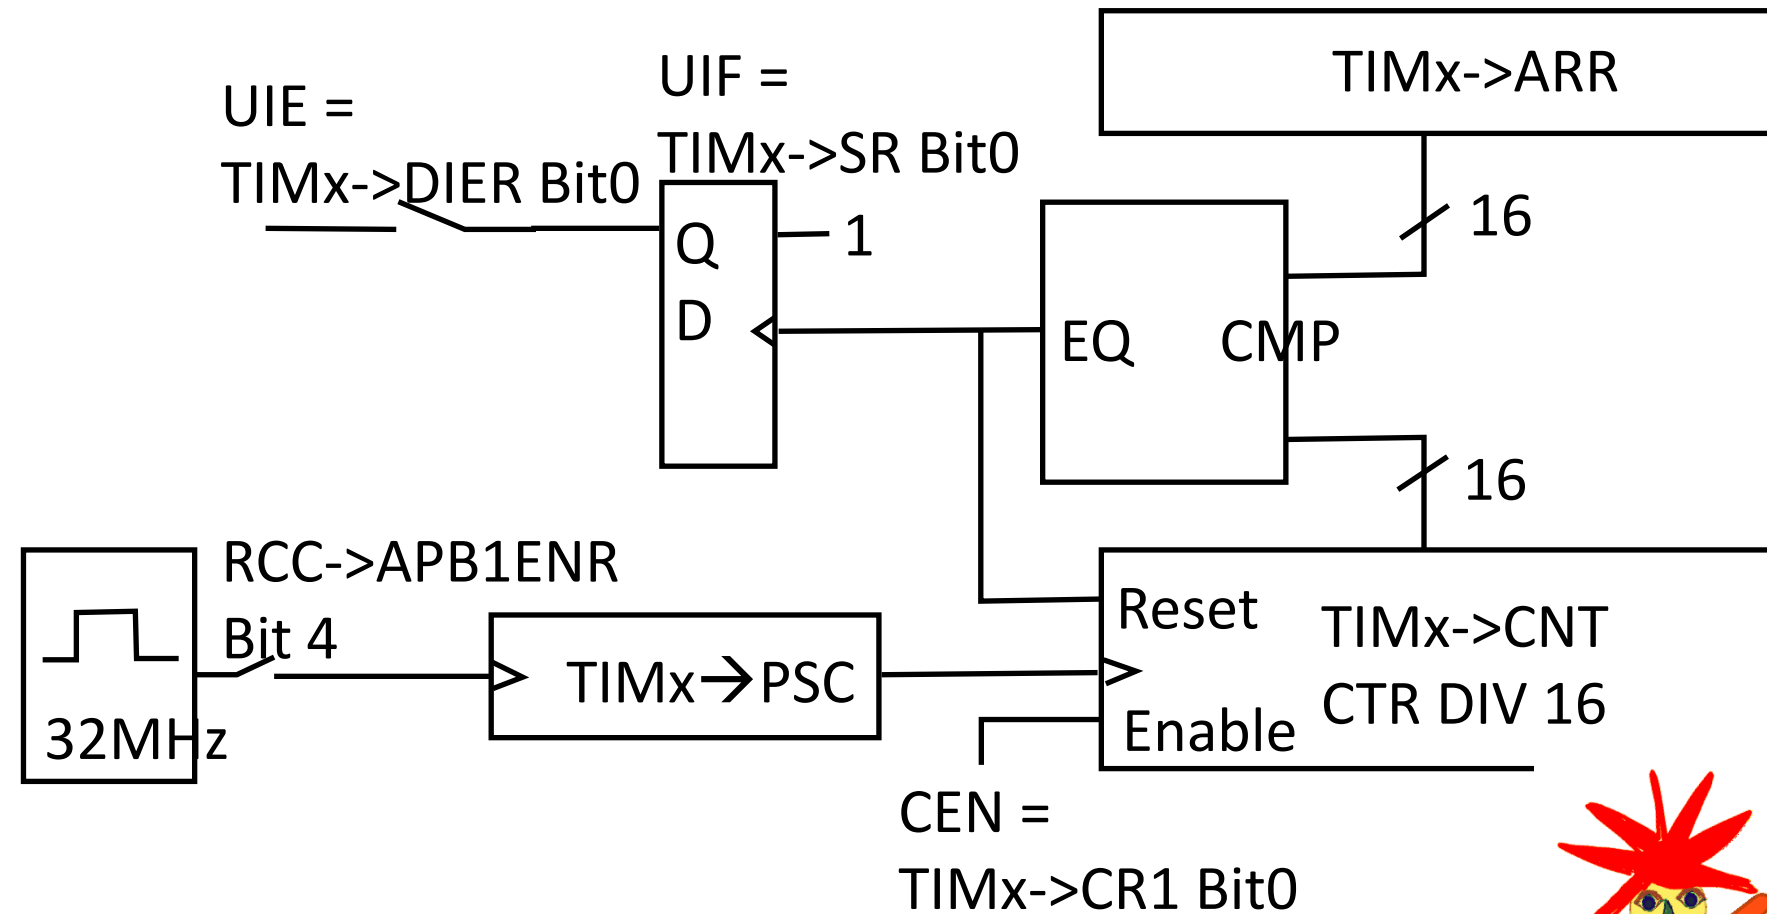 TIMx->ARR
UIF =
TIMx->SR Bit0
UIE =
TIMx->DIER Bit0
Q
D
1
16
EQ
CMP
16
RCC->APB1ENR
Bit 4
32MHz
TIMx→PSC
Reset
Enable
TIMx->CNT
CTR DIV 16
CEN =
TIMx->CR1 Bit0